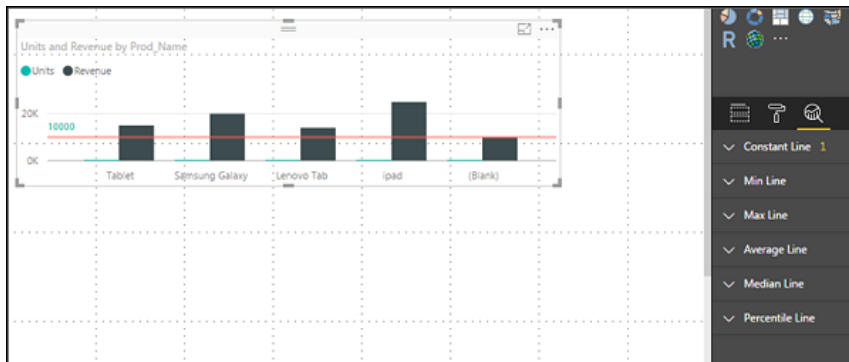 Units and Revenue by Prod_Name
Units Revenue
20K
10000
0K
Tablet Samsung Galaxy Lenovo Tab ipad (Blank)
R
Constant Line 1
Min Line
Max Line
Average Line
Median Line
Percentile Line